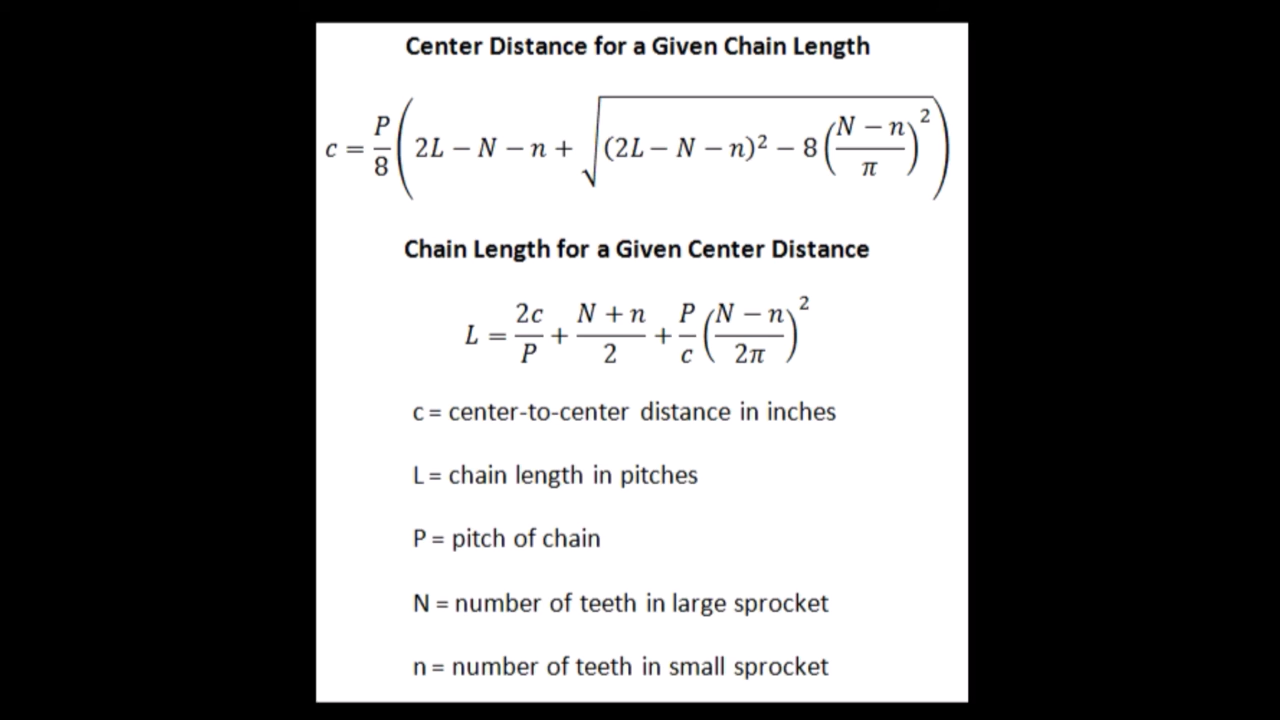 Center Distance for a Given Chain Length
c = P/8 ( 2L − N − n + √( (2L − N − n)² − 8 ( (N − n)/π )² ) )
Chain Length for a Given Center Distance
L = 2c/P + (N + n)/2 + P/c ( (N − n)/2π )²
c = center-to-center distance in inches
L = chain length in pitches
P = pitch of chain
N = number of teeth in large sprocket
n = number of teeth in small sprocket